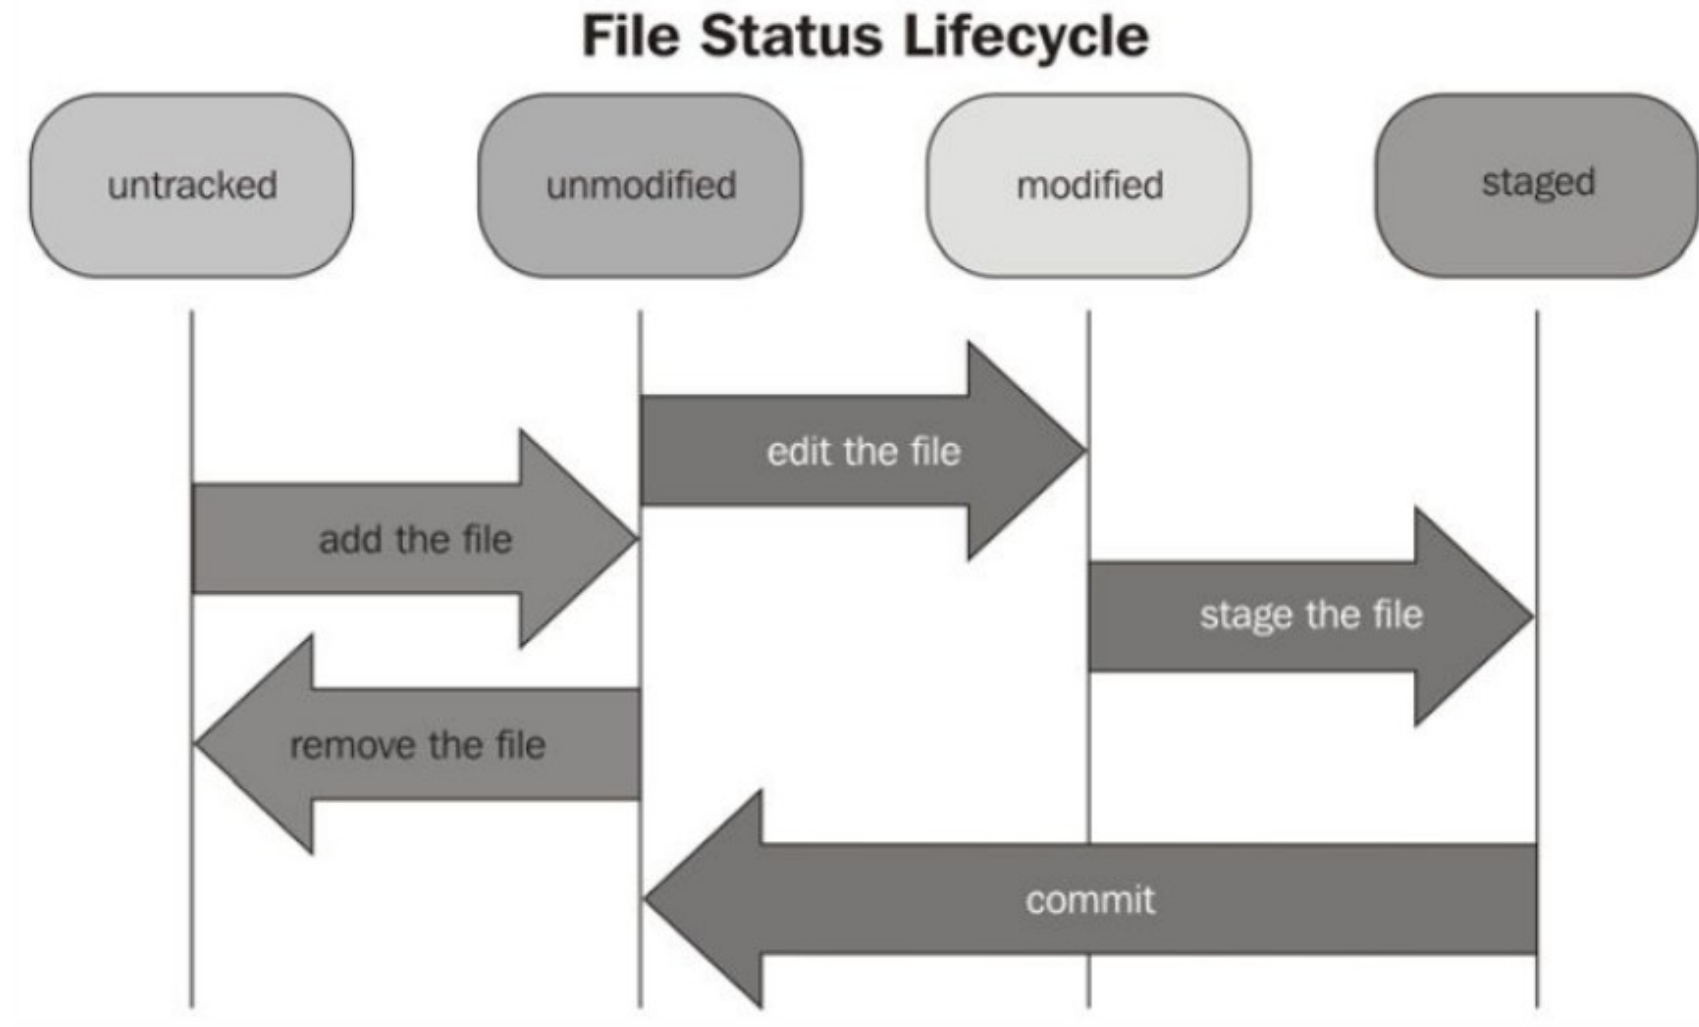 File Status Lifecycle
untracked
unmodified
modified
staged
edit the file
add the file
stage the file
remove the file
commit